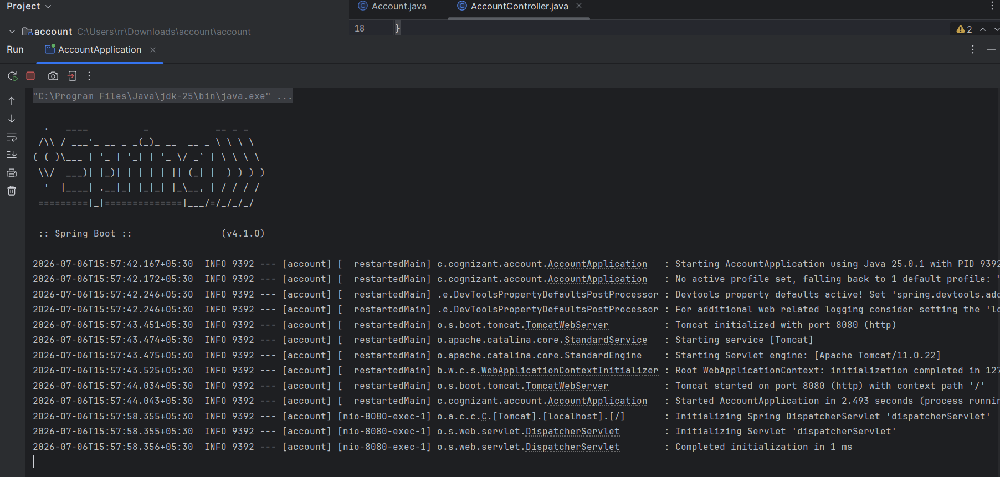 Project
Account.java
AccountController.java
account C:\Users\rr\Downloads\account\account
18 }
2
Run
AccountApplication
"C:\Program Files\Java\jdk-25\bin\java.exe" ...
  .   ____          _            __ _ _
 /\\ / ___'_ __ _ _(_)_ __  __ _ \ \ \ \
( ( )\___ | '_ | '_| | '_ \/ _` | \ \ \ \
 \\/  ___)| |_)| | | | | || (_| |  ) ) ) )
  '  |____| .__|_| |_|_| |_\__, | / / / /
 =========|_|==============|___/=/_/_/_/
 :: Spring Boot ::                (v4.1.0)
2026-07-06T15:57:42.167+05:30  INFO 9392 --- [account] [  restartedMain] c.cognizant.account.AccountApplication   : Starting AccountApplication using Java 25.0.1 with PID 9392
2026-07-06T15:57:42.172+05:30  INFO 9392 --- [account] [  restartedMain] c.cognizant.account.AccountApplication   : No active profile set, falling back to 1 default profile: "
2026-07-06T15:57:42.246+05:30  INFO 9392 --- [account] [  restartedMain] .e.DevToolsPropertyDefaultsPostProcessor : Devtools property defaults active! Set 'spring.devtools.add
2026-07-06T15:57:42.246+05:30  INFO 9392 --- [account] [  restartedMain] .e.DevToolsPropertyDefaultsPostProcessor : For additional web related logging consider setting the 'lo
2026-07-06T15:57:43.451+05:30  INFO 9392 --- [account] [  restartedMain] o.s.boot.tomcat.TomcatWebServer          : Tomcat initialized with port 8080 (http)
2026-07-06T15:57:43.474+05:30  INFO 9392 --- [account] [  restartedMain] o.apache.catalina.core.StandardService   : Starting service [Tomcat]
2026-07-06T15:57:43.475+05:30  INFO 9392 --- [account] [  restartedMain] o.apache.catalina.core.StandardEngine    : Starting Servlet engine: [Apache Tomcat/11.0.22]
2026-07-06T15:57:43.525+05:30  INFO 9392 --- [account] [  restartedMain] b.w.c.s.WebApplicationContextInitializer : Root WebApplicationContext: initialization completed in 127
2026-07-06T15:57:44.034+05:30  INFO 9392 --- [account] [  restartedMain] o.s.boot.tomcat.TomcatWebServer          : Tomcat started on port 8080 (http) with context path '/'
2026-07-06T15:57:44.043+05:30  INFO 9392 --- [account] [  restartedMain] c.cognizant.account.AccountApplication   : Started AccountApplication in 2.493 seconds (process runnin
2026-07-06T15:57:58.355+05:30  INFO 9392 --- [account] [nio-8080-exec-1] o.a.c.c.C.[Tomcat].[localhost].[/]       : Initializing Spring DispatcherServlet 'dispatcherServlet'
2026-07-06T15:57:58.355+05:30  INFO 9392 --- [account] [nio-8080-exec-1] o.s.web.servlet.DispatcherServlet        : Initializing Servlet 'dispatcherServlet'
2026-07-06T15:57:58.356+05:30  INFO 9392 --- [account] [nio-8080-exec-1] o.s.web.servlet.DispatcherServlet        : Completed initialization in 1 ms